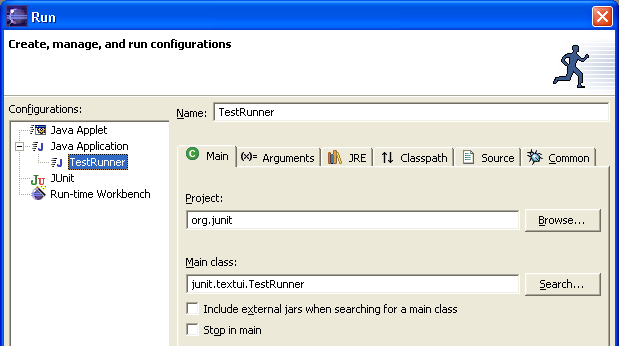 Run
Create, manage, and run configurations
Configurations:
Java Applet
Java Application
TestRunner
JUnit
Run-time Workbench
Name: TestRunner
Main (x)= Arguments JRE Classpath Source Common
Project:
org.junit Browse...
Main class:
junit.textui.TestRunner Search...
Include external jars when searching for a main class
Stop in main